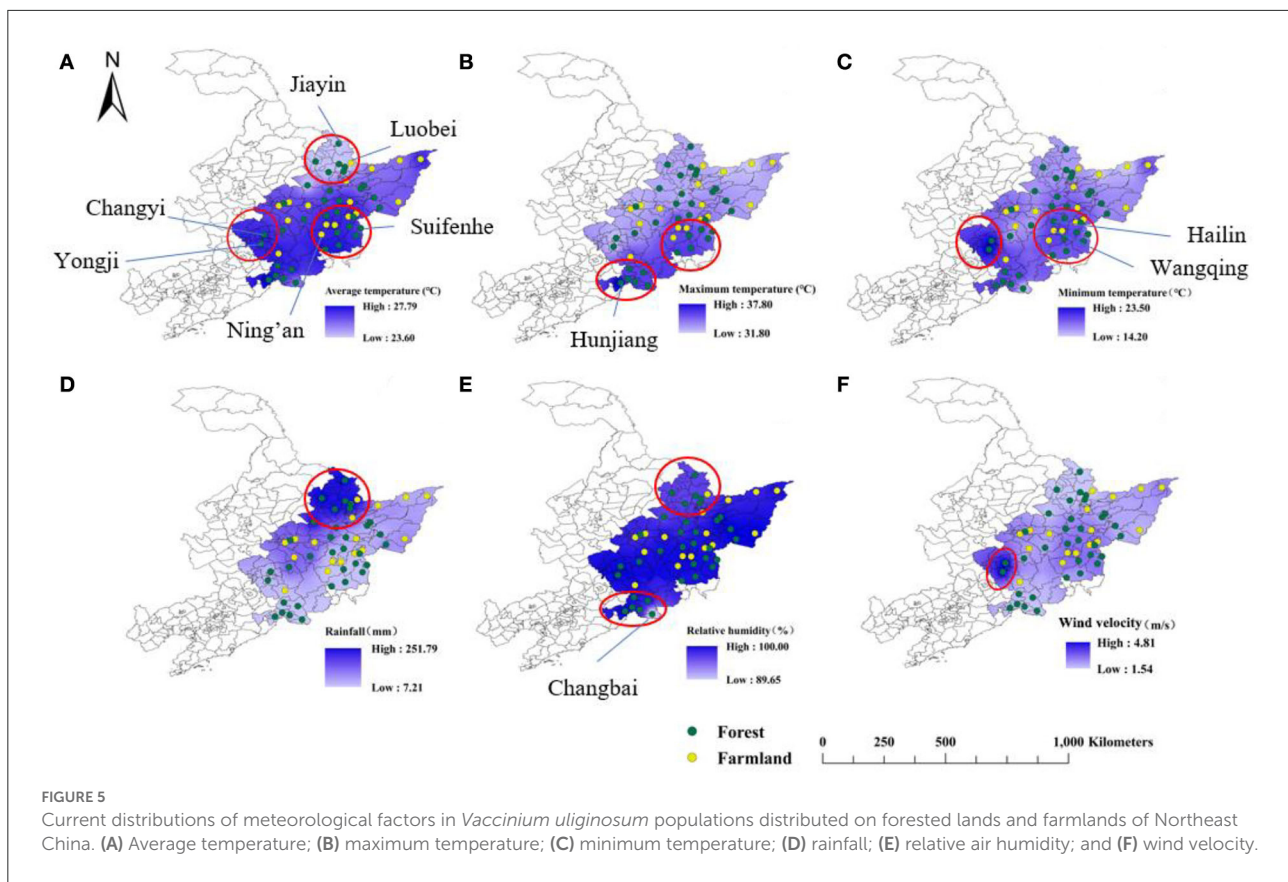 A
N
Jiayin
Luobei
Changyi
Yongji
Suifenhe
Ning’an
Average temperature (℃)
High : 27.79
Low : 23.60
B
Hunjiang
Maximum temperature (℃)
High : 37.80
Low : 31.80
C
Hailin
Wangqing
Minimum temperature（℃）
High : 23.50
Low : 14.20
D
Rainfall（mm）
High : 251.79
Low : 7.21
E
Changbai
Relative humidity（%）
High : 100.00
Low : 89.65
F
Wind velocity（m/s）
High : 4.81
Low : 1.54
Forest
Farmland
0 250 500 1,000 Kilometers
FIGURE 5
Current distributions of meteorological factors in Vaccinium uliginosum populations distributed on forested lands and farmlands of Northeast
China. (A) Average temperature; (B) maximum temperature; (C) minimum temperature; (D) rainfall; (E) relative air humidity; and (F) wind velocity.